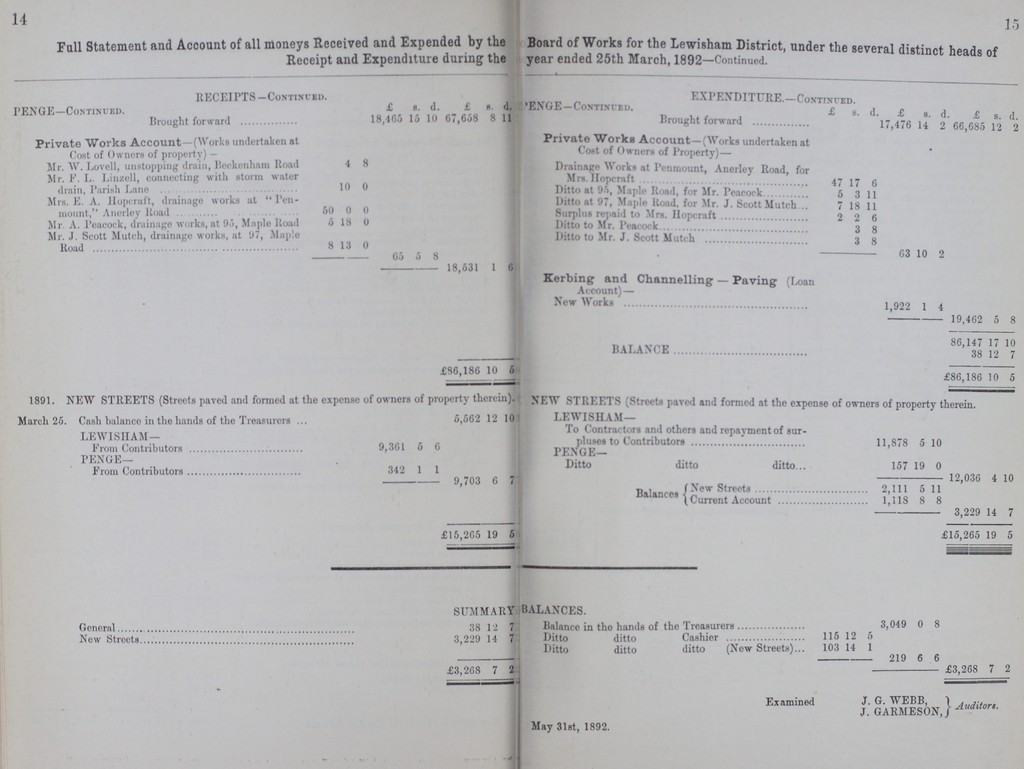 14
Full Statement and Account of all moneys Received and Expended by the
Receipt and Expenditure during the
RECEIPTS—CONTINUED.
PENGE—CONTINUED. £ s. d. £ s. d.
Brought forward ............... 18,465 15 10 67,658 8 11
Private Works Account—(Works undertaken at
Cost of Owners of property)—
Mr. W. Lovell, unstopping drain, Beckenham Road 4 8
Mr. F. L. Linzell, connecting with storm water
drain, Parish Lane ............... 10 0
Mrs. E. A. Hopcraft, drainage works at "Pen-
mount," Anerley Road ............... 50 0 0
Mr. A. Peacock, drainage works, at 95, Maple Road 5 18 0
Mr. J. Scott Mutch, drainage works, at 97, Maple
Road ............... 8 13 0
65 5 8
18,531 1 6
£86,186 10 5
1891. NEW STREETS (Streets paved and formed at the expense of owners of property therein).
March 25. Cash balance in the hands of the Treasurers ... 5,562 12 10
LEWISHAM—
From Contributors ............... 9,361 5 6
PENGE—
From Contributors ............... 342 1 1
9,703 6 7
£15,265 19 5
SUMMARY
General ............... 38 12 7
New Streets ............... 3,229 14 7
£3,268 7 2
15
Board of Works for the Lewisham District, under the several distinct heads of
year ended 25th March, 1892—Continued.
EXPENDITURE.—CONTINUED.
PENGE—CONTINUED. £ s. d. £ s. d. £ s. d.
Brought forward ............... 17,476 14 2 66,685 12 2
Private Works Account—(Works undertaken at
Cost of Owners of Property)—
Drainage Works at Penmount, Anerley Road, for
Mrs. Hopcraft ............... 47 17 6
Ditto at 95, Maple Road, for Mr. Peacock ............... 5 3 11
Ditto at 97, Maple Road, for Mr. J. Scott Mutch .. 7 18 11
Surplus repaid to Mrs. Hopcraft ............... 2 2 6
Ditto to Mr. Peacock ............... 3 8
Ditto to Mr. J. Scott Mutch ............... 3 8
63 10 2
Kerbing and Channelling — Paving (Loan
Account)—
New Works ............... 1,922 1 4
19,462 5 8
86,147 17 10
BALANCE ............... 38 12 7
£86,186 10 5
NEW STREETS (Streets paved and formed at the expense of owners of property therein.
LEWISHAM—
To Contractors and others and repayment of sur-
pluses to Contributors ............... 11,878 5 10
PENGE—
Ditto ditto ditto... 157 19 0
12,036 4 10
Balances { New Streets ............... 2,111 5 11
{ Current Account ............... 1,118 8 8
3,229 14 7
£15,265 19 5
BALANCES.
Balance in the hands of the Treasurers ............... 3,049 0 8
Ditto ditto Cashier ............... 115 12 5
Ditto ditto ditto (New Streets)... 103 14 1
219 6 6
£3,268 7 2
Examined J. G. WEBB, }
J. GARMESON, } Auditors.
May 31st, 1892.